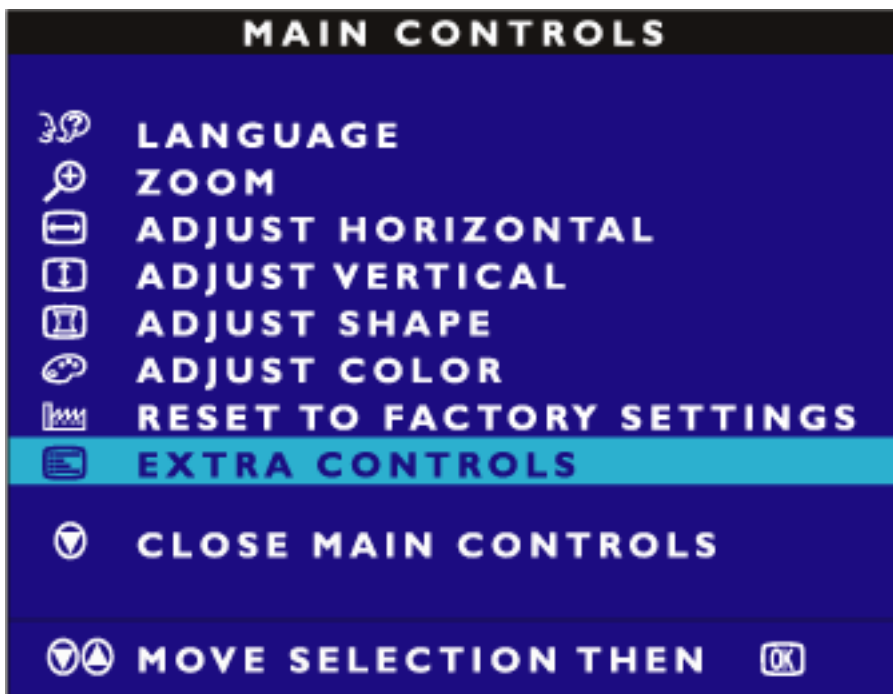 MAIN CONTROLS
LANGUAGE
ZOOM
ADJUST HORIZONTAL
ADJUST VERTICAL
ADJUST SHAPE
ADJUST COLOR
RESET TO FACTORY SETTINGS
EXTRA CONTROLS
CLOSE MAIN CONTROLS
MOVE SELECTION THEN OK